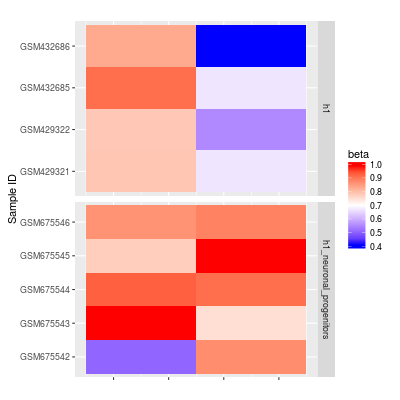 GSM432686
GSM432685
GSM429322
GSM429321
h1
GSM675546
GSM675545
GSM675544
GSM675543
GSM675542
h1_neuronal_progenitors
Sample ID
beta
1.0
0.9
0.8
0.7
0.6
0.5
0.4